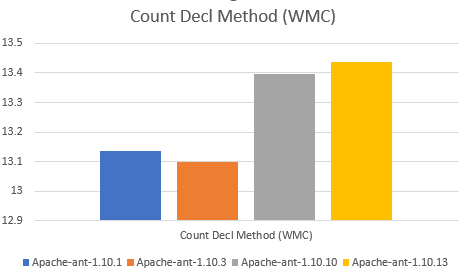 Count Decl Method (WMC)
13.5
13.4
13.3
13.2
13.1
13
12.9
Count Decl Method (WMC)
Apache-ant-1.10.1 Apache-ant-1.10.3 Apache-ant-1.10.10 Apache-ant-1.10.13